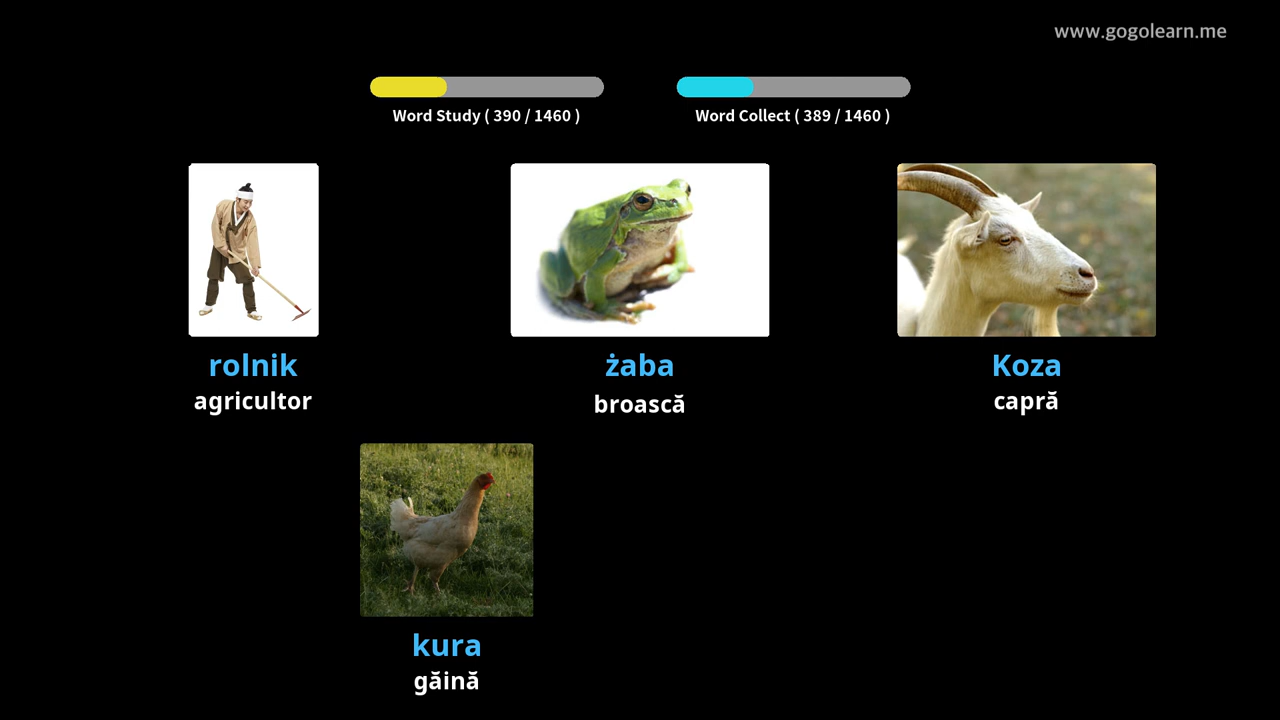 www.gogolearn.me
Word Study ( 390 / 1460 )
Word Collect ( 389 / 1460 )
rolnik
agricultor
żaba
broască
Koza
capră
kura
găină